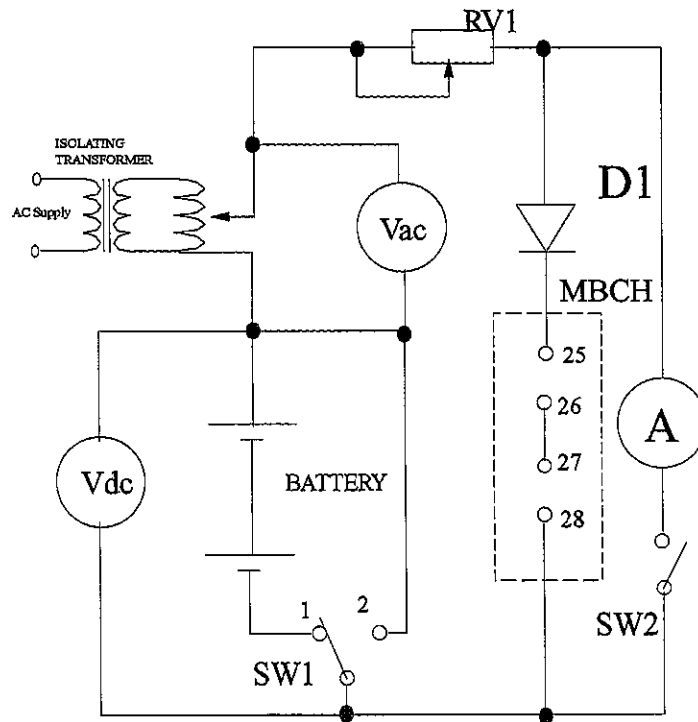 RV1
ISOLATING
TRANSFORMER
D1
AC Supply
Vac
MBCH
25
26
A
Vdc
BATTERY
27
28
1
2
SW2
SW1